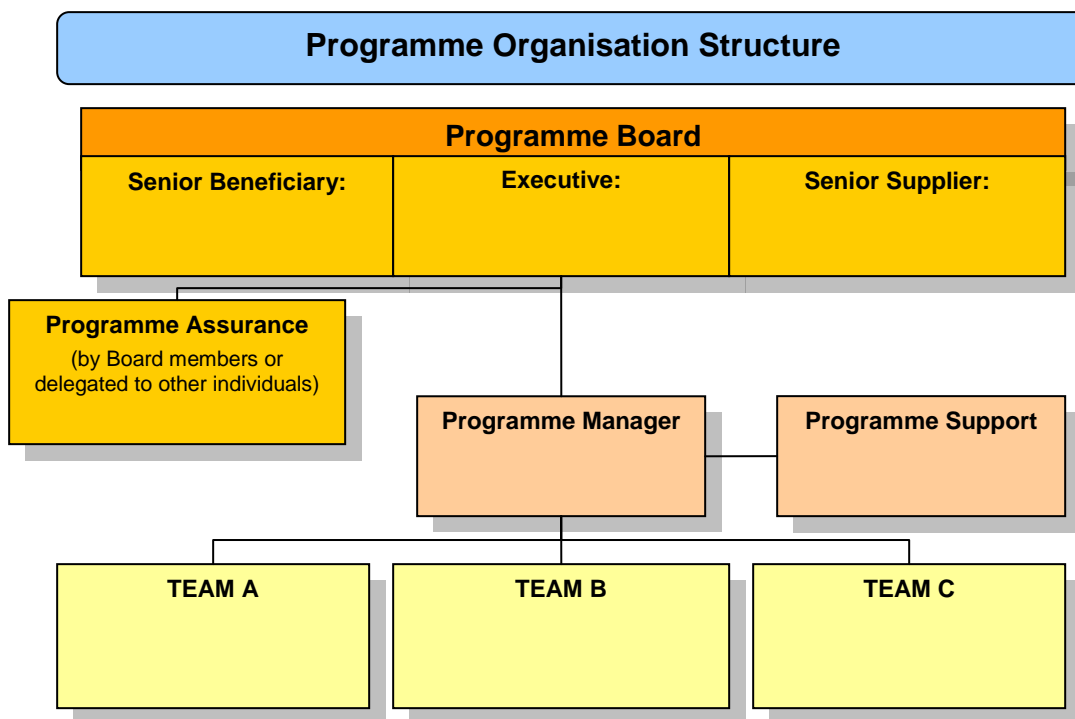 Programme Organisation Structure
Programme Board
Senior Beneficiary:
Executive:
Senior Supplier:
Programme Assurance
(by Board members or
delegated to other individuals)
Programme Manager
Programme Support
TEAM A
TEAM B
TEAM C